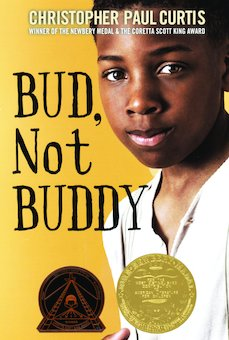 CHRISTOPHER PAUL CURTIS
WINNER OF THE NEWBERY MEDAL & THE CORETTA SCOTT KING AWARD
BUD,
Not
BUDDY